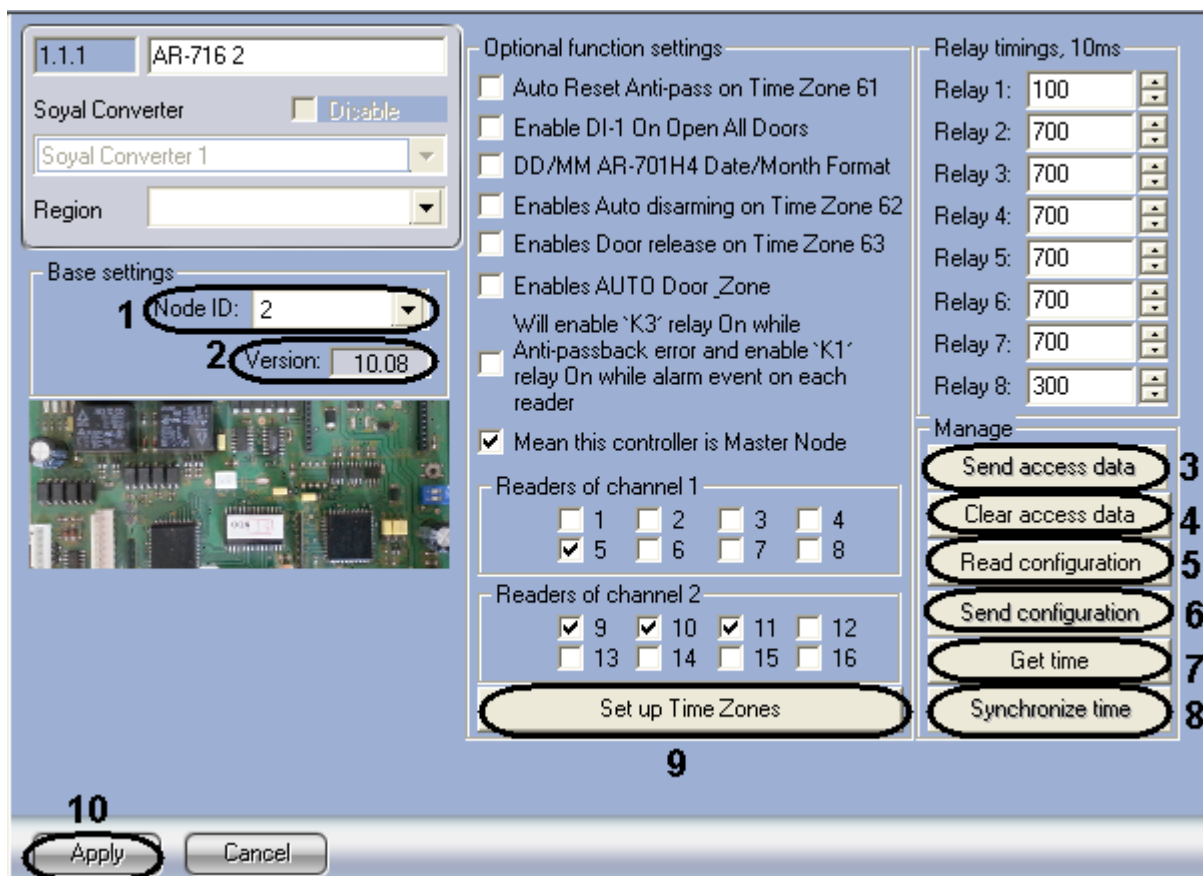 1.1.1 AR-716 2
Soyal Converter Disable
Soyal Converter 1
Region
Base settings
1 Node ID: 2
2 Version: 10.08
Optional function settings
Auto Reset Anti-pass on Time Zone 61
Enable DI-1 On Open All Doors
DD/MM AR-701H4 Date/Month Format
Enables Auto disarming on Time Zone 62
Enables Door release on Time Zone 63
Enables AUTO Door_Zone
Will enable `K3´ relay On while
Anti-passback error and enable `K1´
relay On while alarm event on each
reader
Mean this controller is Master Node
Readers of channel 1
1 2 3 4
5 6 7 8
Readers of channel 2
9 10 11 12
13 14 15 16
Set up Time Zones
9
Relay timings, 10ms
Relay 1: 100
Relay 2: 700
Relay 3: 700
Relay 4: 700
Relay 5: 700
Relay 6: 700
Relay 7: 700
Relay 8: 300
Manage
Send access data 3
Clear access data 4
Read configuration 5
Send configuration 6
Get time 7
Synchronize time 8
10
Apply Cancel